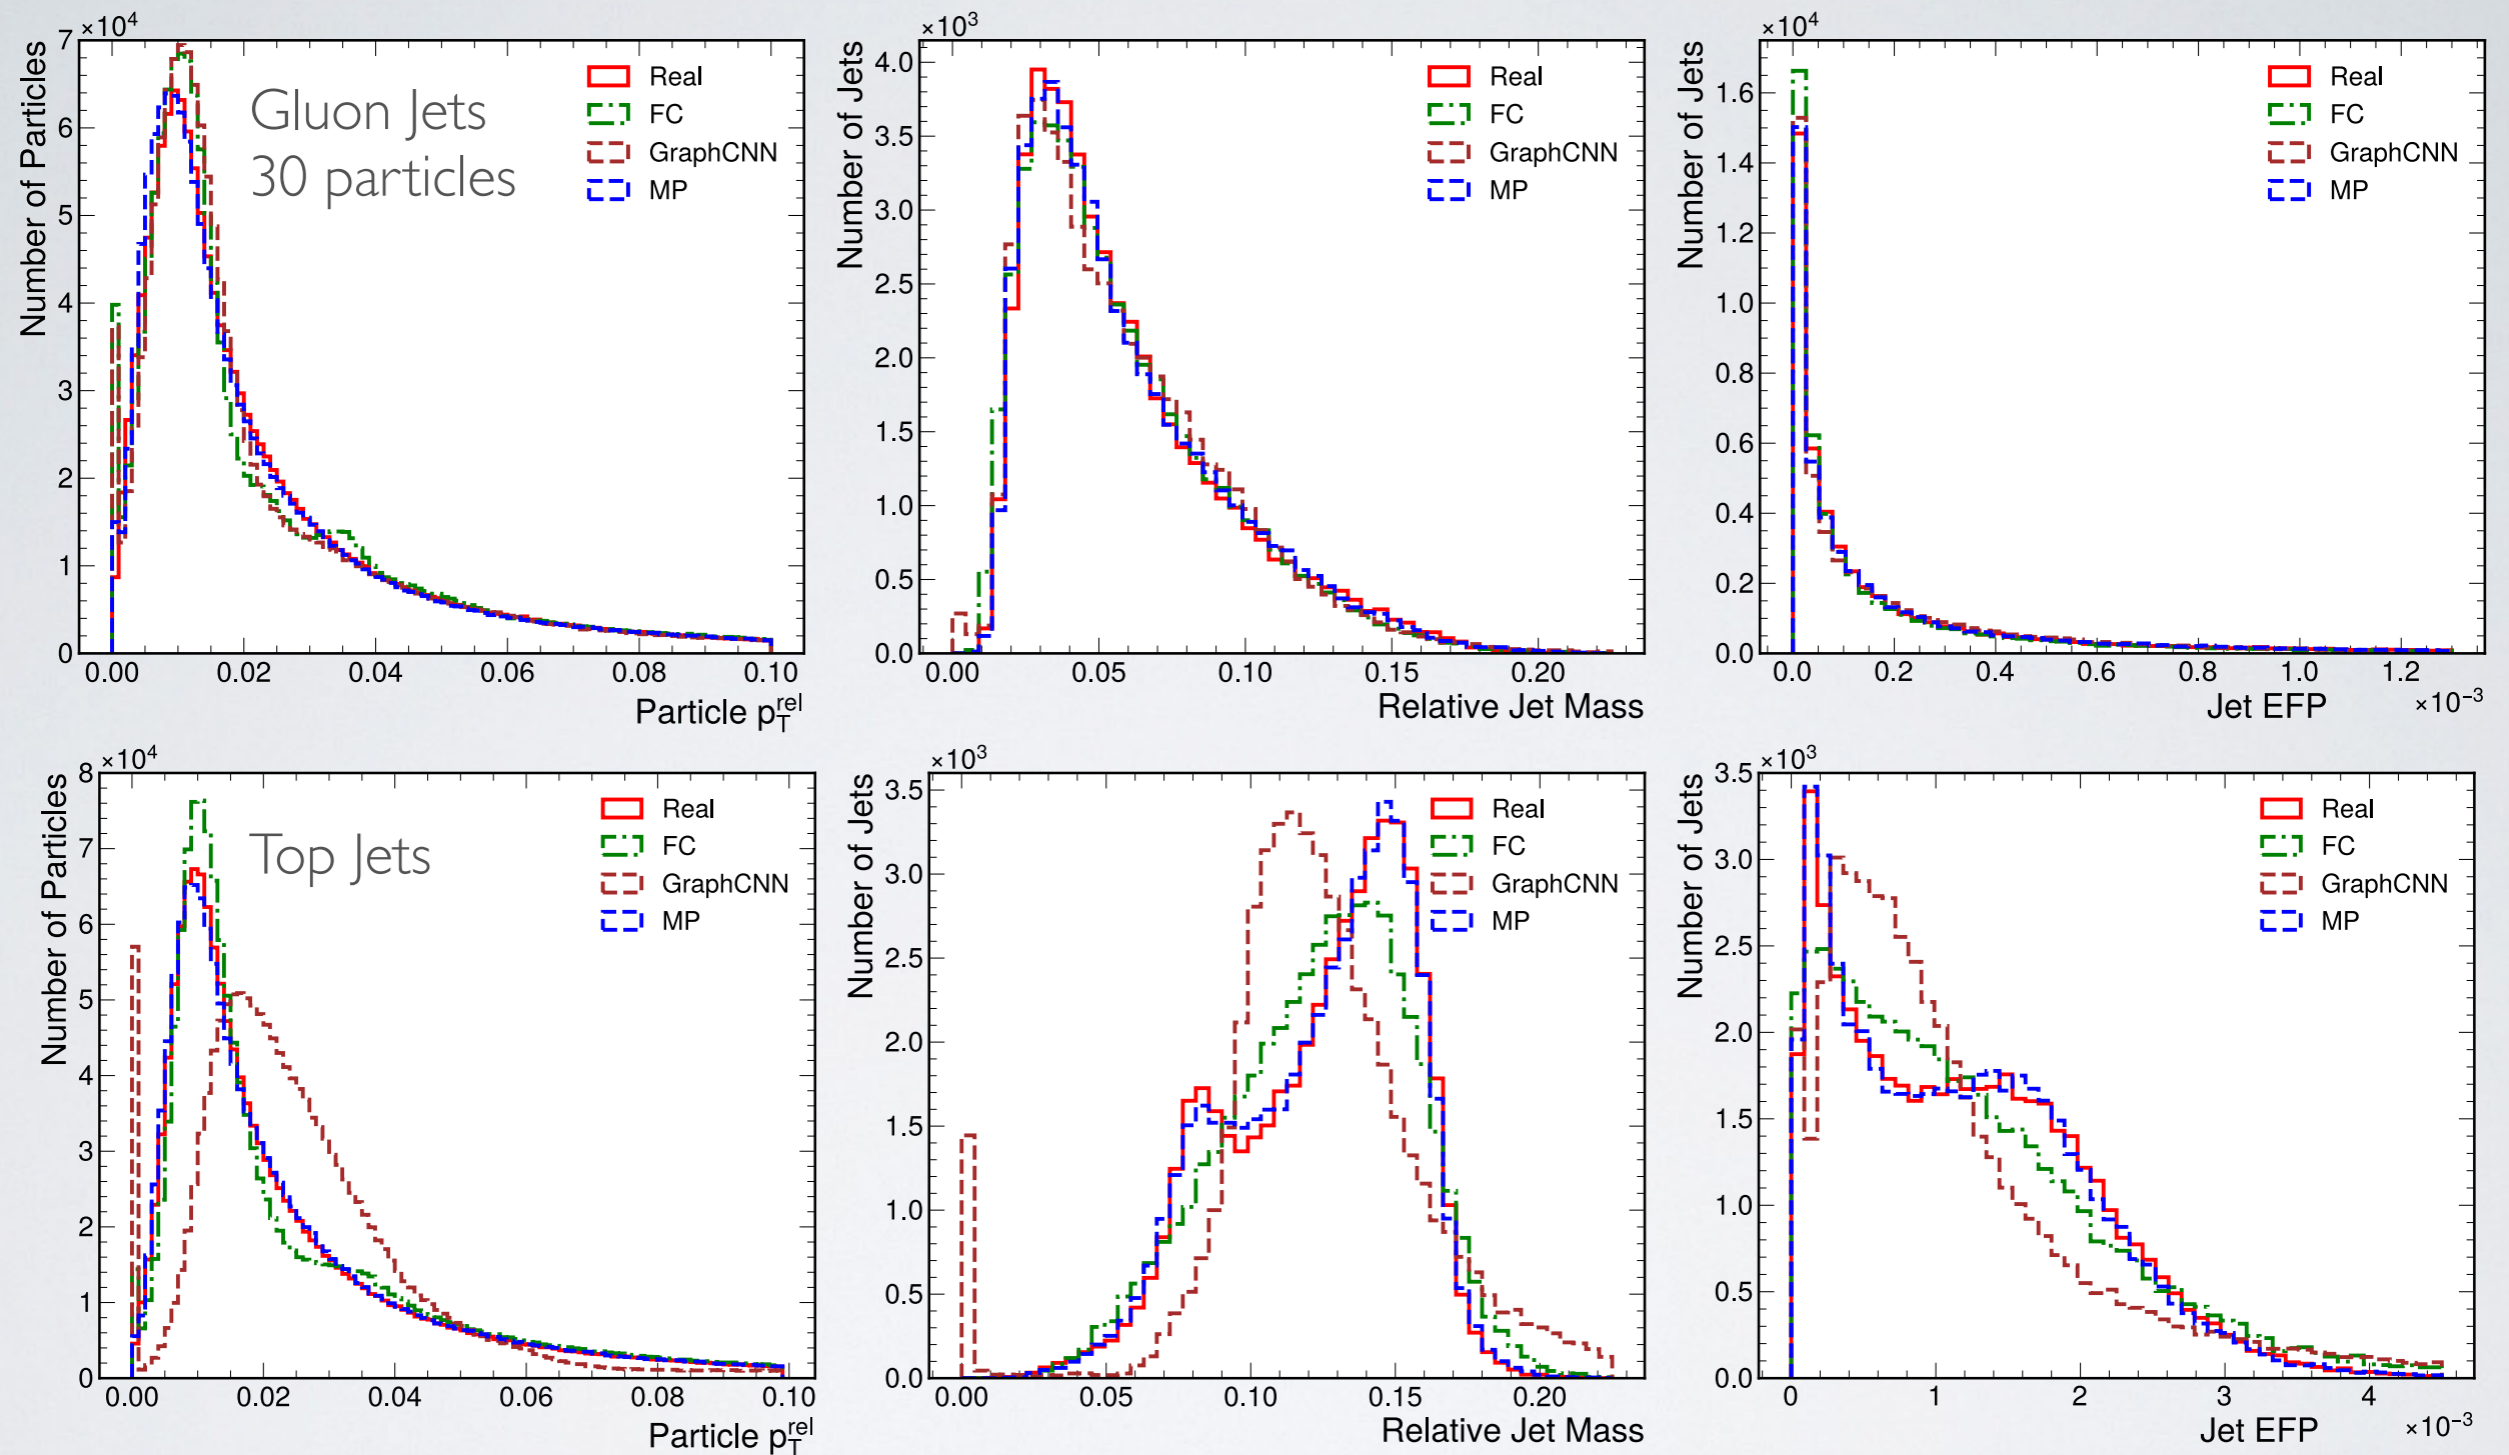 ×10⁴
7
6
5
4
3
2
1
0
Number of Particles
Gluon Jets
30 particles
Real
FC
GraphCNN
MP
0.00 0.02 0.04 0.06 0.08 0.10
Particle p_T^rel
×10³
4.0
3.5
3.0
2.5
2.0
1.5
1.0
0.5
0.0
Number of Jets
Real
FC
GraphCNN
MP
0.00 0.05 0.10 0.15 0.20
Relative Jet Mass
×10⁴
1.6
1.4
1.2
1.0
0.8
0.6
0.4
0.2
0.0
Number of Jets
Real
FC
GraphCNN
MP
0.0 0.2 0.4 0.6 0.8 1.0 1.2
Jet EFP ×10⁻³
×10⁴
8
7
6
5
4
3
2
1
0
Number of Particles
Top Jets
Real
FC
GraphCNN
MP
0.00 0.02 0.04 0.06 0.08 0.10
Particle p_T^rel
×10³
3.5
3.0
2.5
2.0
1.5
1.0
0.5
0.0
Number of Jets
Real
FC
GraphCNN
MP
0.00 0.05 0.10 0.15 0.20
Relative Jet Mass
×10³
3.5
3.0
2.5
2.0
1.5
1.0
0.5
0.0
Number of Jets
Real
FC
GraphCNN
MP
0 1 2 3 4
Jet EFP ×10⁻³